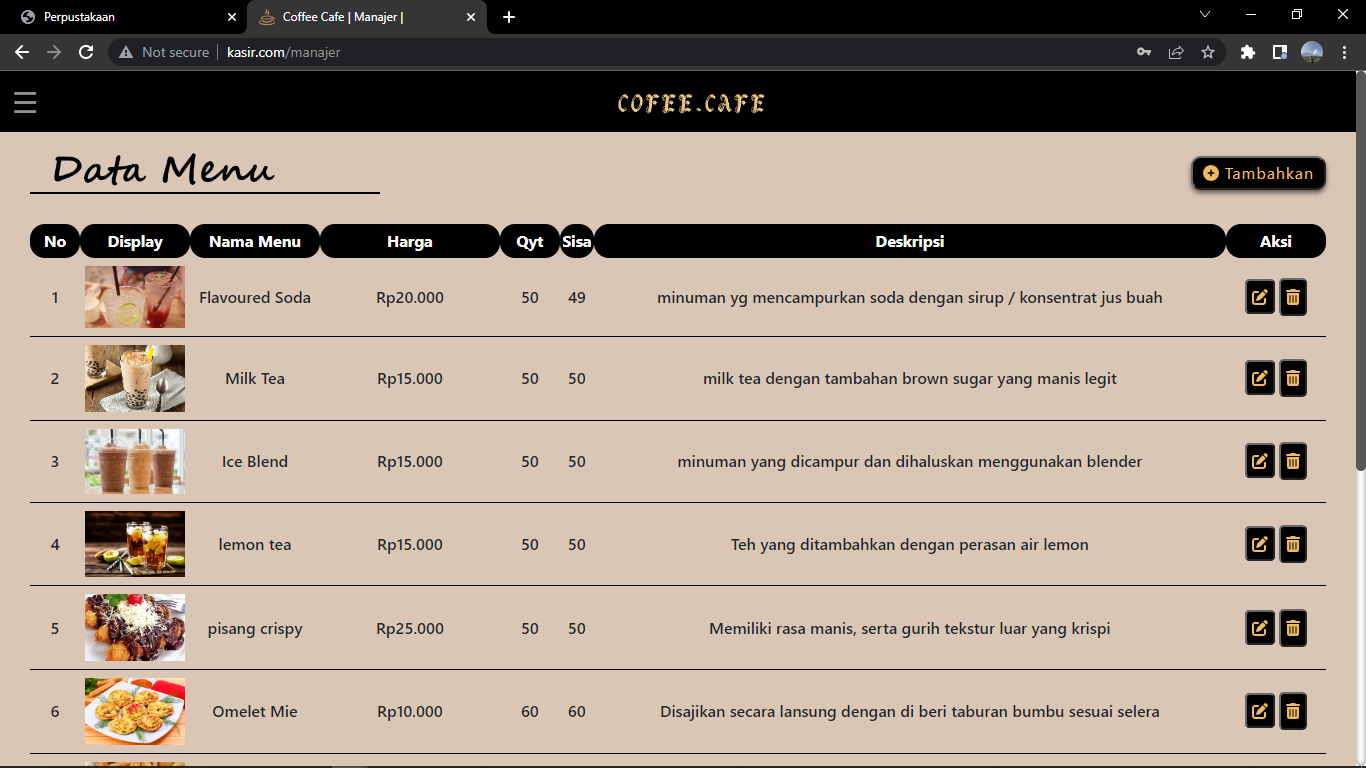 Perpustakaan
Coffee Cafe | Manajer |
Not secure | kasir.com/manajer
COFEE.CAFE
Data Menu
Tambahkan
No Display Nama Menu Harga Qyt Sisa Deskripsi Aksi
1 Flavoured Soda Rp20.000 50 49 minuman yg mencampurkan soda dengan sirup / konsentrat jus buah
2 Milk Tea Rp15.000 50 50 milk tea dengan tambahan brown sugar yang manis legit
3 Ice Blend Rp15.000 50 50 minuman yang dicampur dan dihaluskan menggunakan blender
4 lemon tea Rp15.000 50 50 Teh yang ditambahkan dengan perasan air lemon
5 pisang crispy Rp25.000 50 50 Memiliki rasa manis, serta gurih tekstur luar yang krispi
6 Omelet Mie Rp10.000 60 60 Disajikan secara lansung dengan di beri taburan bumbu sesuai selera